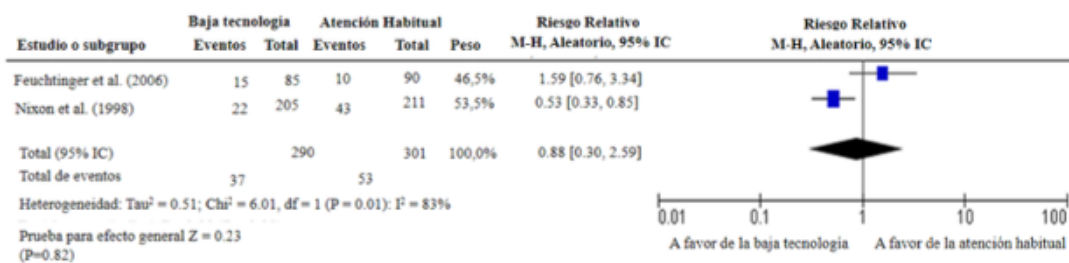 Baja tecnología Atención Habitual Riesgo Relativo Riesgo Relativo
Estudio o subgrupo Eventos Total Eventos Total Peso M-H, Aleatorio, 95% IC M-H, Aleatorio, 95% IC
Feuchtinger et al. (2006) 15 85 10 90 46,5% 1.59 [0.76, 3.34]
Nixon et al. (1998) 22 205 43 211 53,5% 0.53 [0.33, 0.85]
Total (95% IC) 290 301 100,0% 0.88 [0.30, 2.59]
Total de eventos 37 53
Heterogeneidad: Tau² = 0.51; Chi² = 6.01, df = 1 (P = 0.01): I² = 83%
0.01 0.1 1 10 100
Prueba para efecto general Z = 0.23
(P=0.82)
A favor de la baja tecnología A favor de la atención habitual